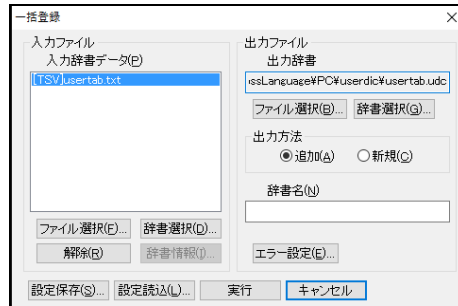 一括登録
入力ファイル
入力辞書データ(P)
[TSV]usertab.txt
ファイル選択(F)...
辞書選択(D)...
解除(R)
辞書情報(I)...
出力ファイル
出力辞書
ssLanguage¥PC¥userdic¥usertab.udc
ファイル選択(B)...
辞書選択(G)...
出力方法
追加(A)
新規(C)
辞書名(N)
エラー設定(E)...
設定保存(S)...
設定読込(L)...
実行
キャンセル